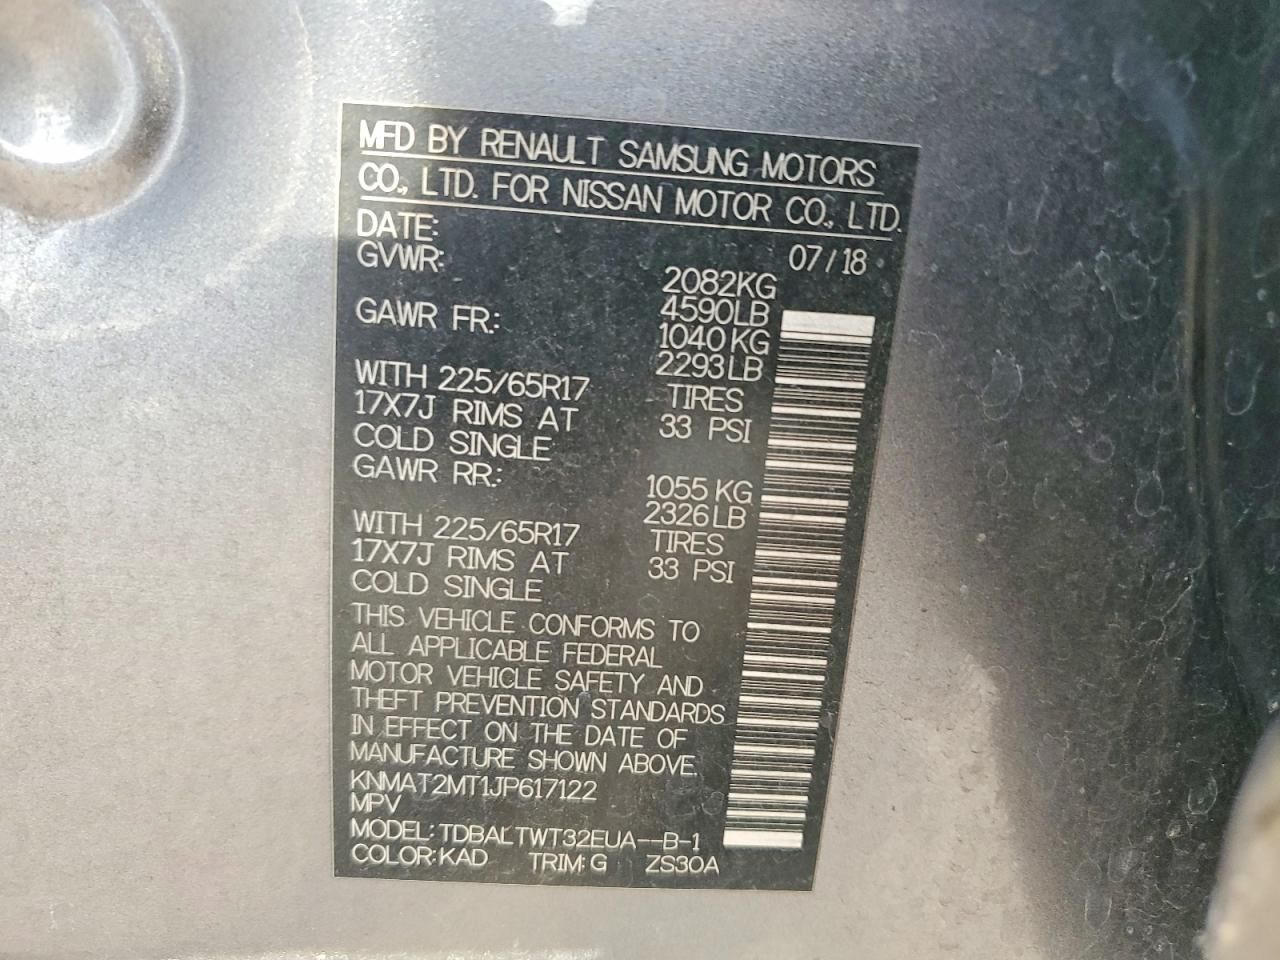 MFD BY RENAULT SAMSUNG MOTORS
CO., LTD. FOR NISSAN MOTOR CO., LTD.
DATE: 07/18
GVWR: 2082KG
4590LB
GAWR FR.: 1040KG
2293LB
WITH 225/65R17 TIRES
17X7J RIMS AT 33 PSI
COLD SINGLE
GAWR RR.: 1055KG
2326LB
WITH 225/65R17 TIRES
17X7J RIMS AT 33 PSI
COLD SINGLE
THIS VEHICLE CONFORMS TO
ALL APPLICABLE FEDERAL
MOTOR VEHICLE SAFETY AND
THEFT PREVENTION STANDARDS
IN EFFECT ON THE DATE OF
MANUFACTURE SHOWN ABOVE.
KNMAT2MT1JP617122
MPV
MODEL: TDBALTWT32EUA--B-1
COLOR: KAD TRIM: G ZS30A